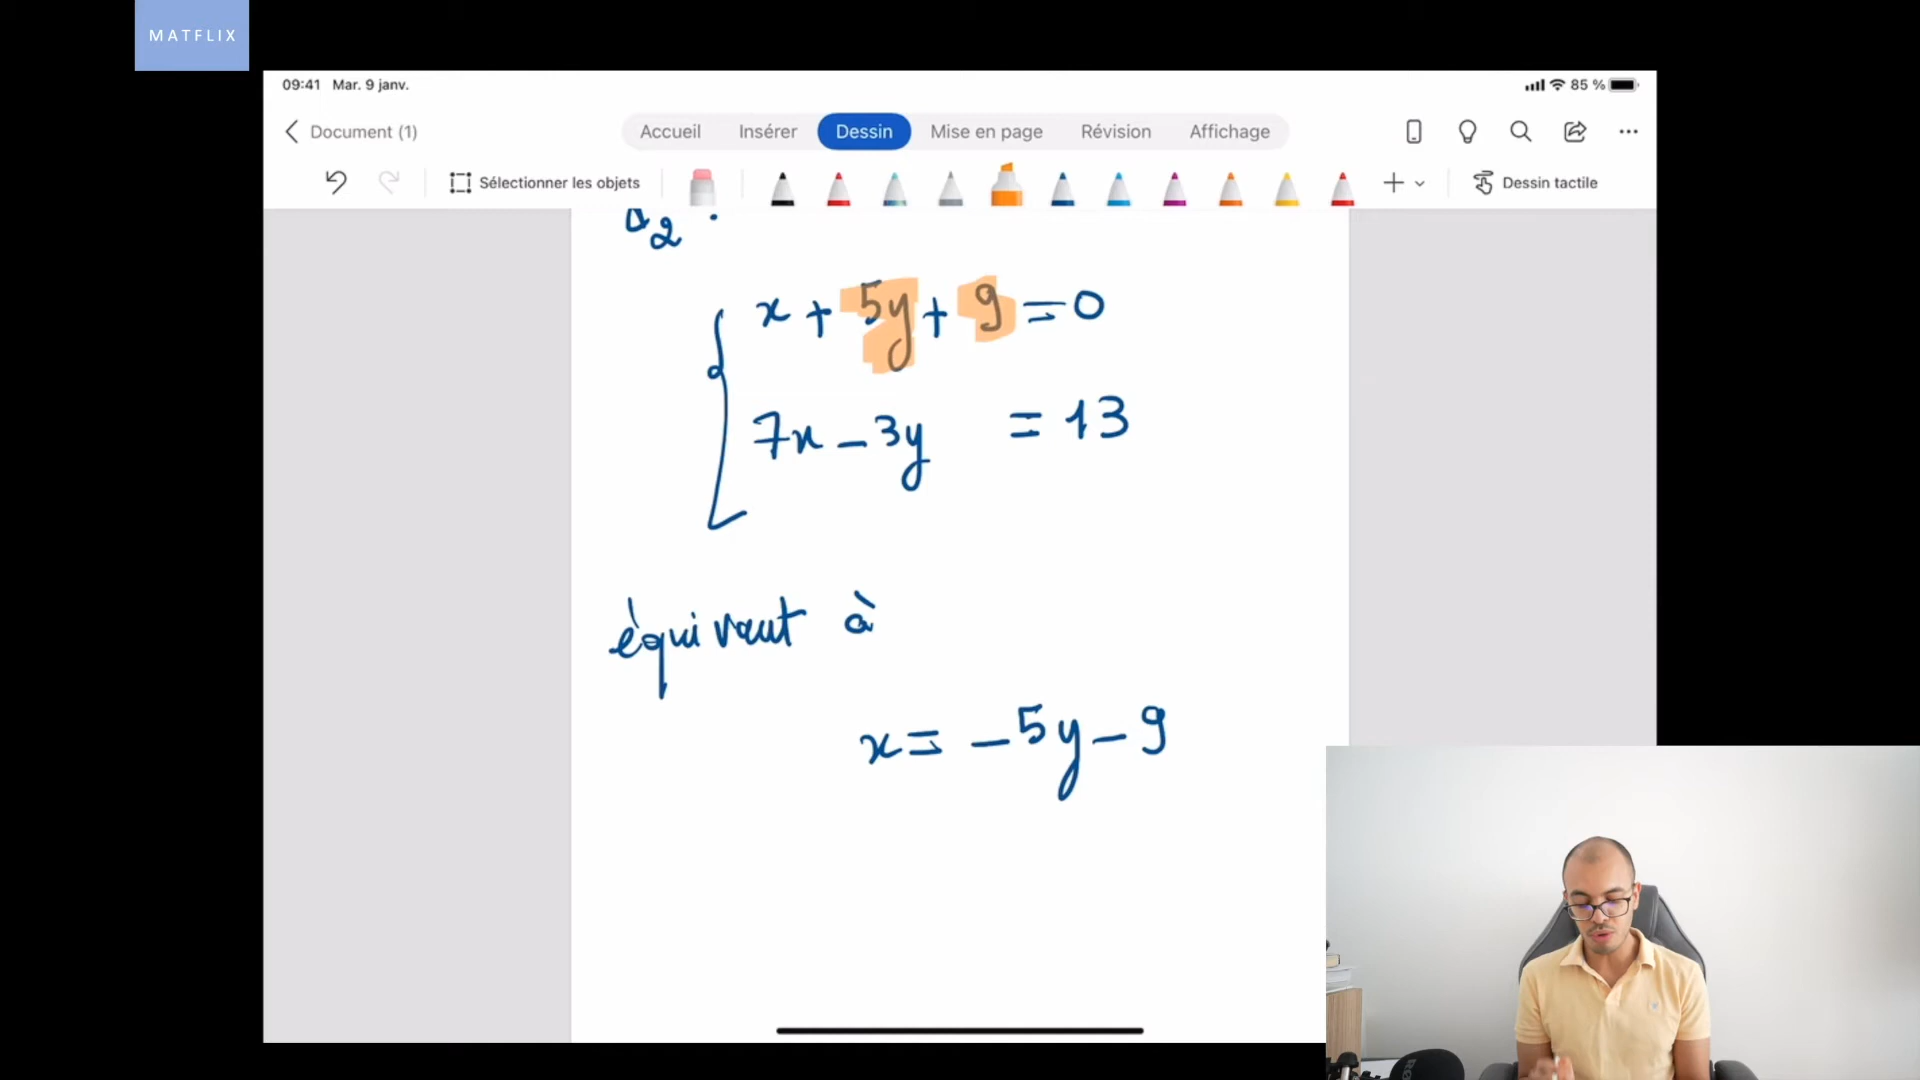 MATFLIX
09:41 Mar. 9 janv.
85 %
Document (1)
Accueil Insérer Dessin Mise en page Révision Affichage
Sélectionner les objets
Dessin tactile
x + 5y + 9 = 0
7x - 3y = 13
équivaut à
x = -5y - 9